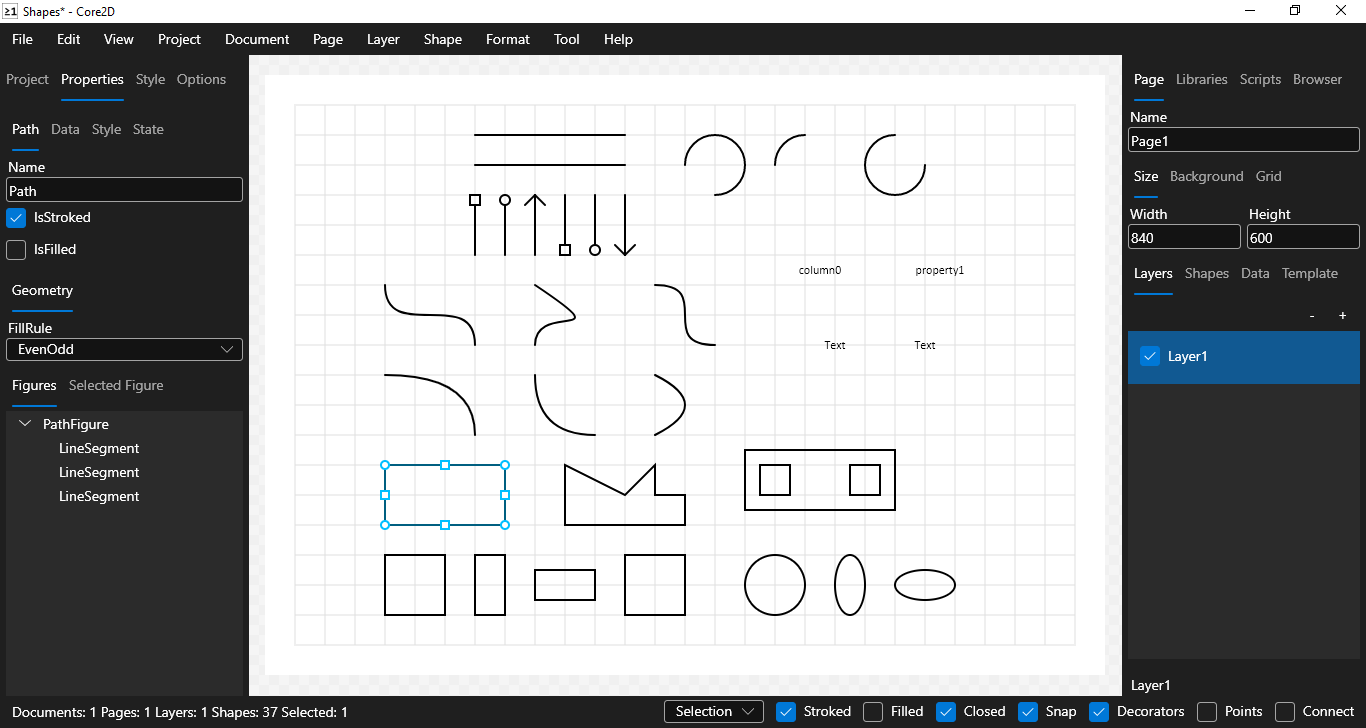 ≥1 Shapes* - Core2D
File Edit View Project Document Page Layer Shape Format Tool Help
Project Properties Style Options
Path Data Style State
Name
Path
IsStroked
IsFilled
Geometry
FillRule
EvenOdd
Figures Selected Figure
PathFigure
LineSegment
LineSegment
LineSegment
column0 property1
Text Text
Page Libraries Scripts Browser
Name
Page1
Size Background Grid
Width Height
840 600
Layers Shapes Data Template
- +
Layer1
Layer1
Documents: 1 Pages: 1 Layers: 1 Shapes: 37 Selected: 1
Selection Stroked Filled Closed Snap Decorators Points Connect